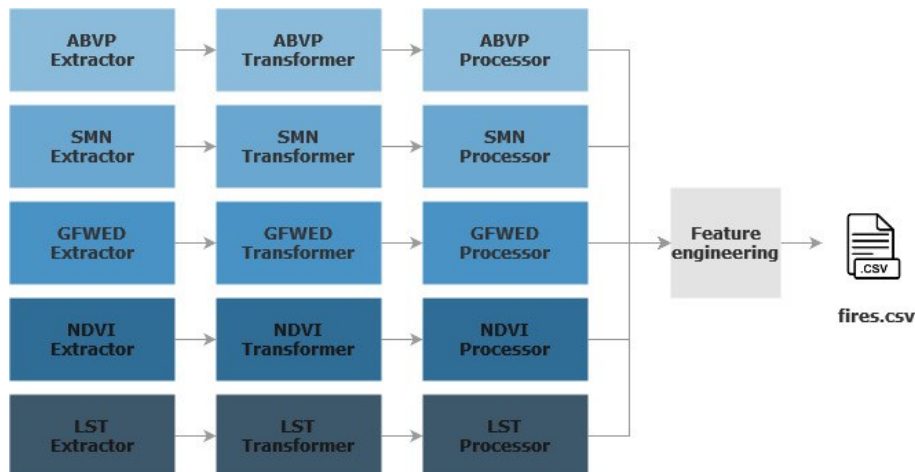 ABVP
Extractor
ABVP
Transformer
ABVP
Processor
SMN
Extractor
SMN
Transformer
SMN
Processor
GFWED
Extractor
GFWED
Transformer
GFWED
Processor
NDVI
Extractor
NDVI
Transformer
NDVI
Processor
LST
Extractor
LST
Transformer
LST
Processor
Feature
engineering
.CSV
fires.csv